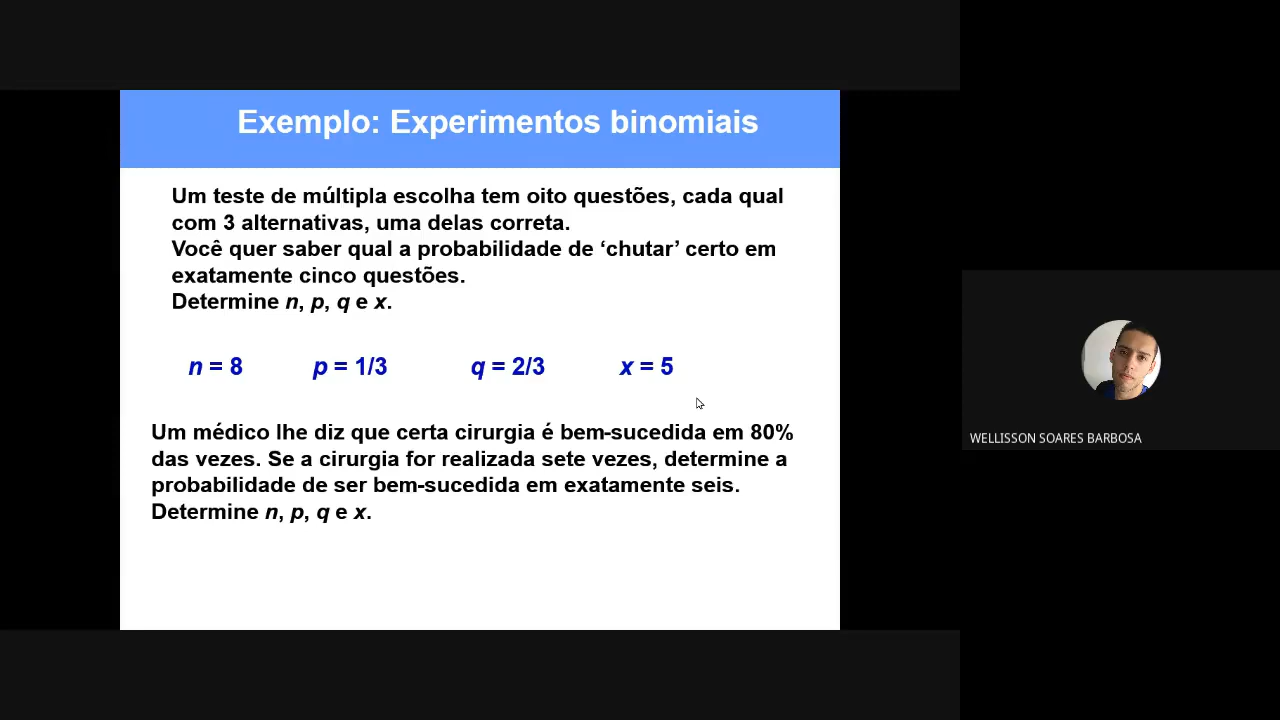 Exemplo: Experimentos binomiais
Um teste de múltipla escolha tem oito questões, cada qual
com 3 alternativas, uma delas correta.
Você quer saber qual a probabilidade de ‘chutar’ certo em
exatamente cinco questões.
Determine n, p, q e x.
n = 8 p = 1/3 q = 2/3 x = 5
Um médico lhe diz que certa cirurgia é bem-sucedida em 80%
das vezes. Se a cirurgia for realizada sete vezes, determine a
probabilidade de ser bem-sucedida em exatamente seis.
Determine n, p, q e x.
WELLISSON SOARES BARBOSA